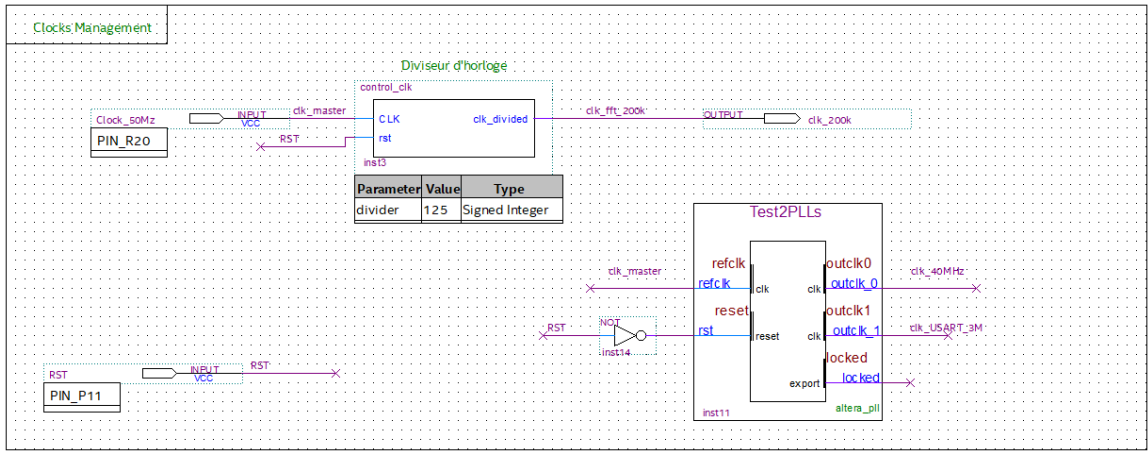 Clocks Management
Diviseur d'horloge
control_clk
Clock_50Mz
INPUT
VCC
clk_master
CLK
clk_divided
clk_fft_200k
OUTPUT
clk_200k
PIN_R20
RST
rst
inst3
Parameter Value Type
divider 125 Signed Integer
Test2PLLs
refclk
outclk0
clk_master
refclk
clk
clk
outclk_0
clk_40MHz
reset
outclk1
RST
NOT
rst
reset
clk
outclk_1
clk_USART_3M
inst14
locked
RST
INPUT
VCC
RST
export
locked
PIN_P11
inst11
altera_pll